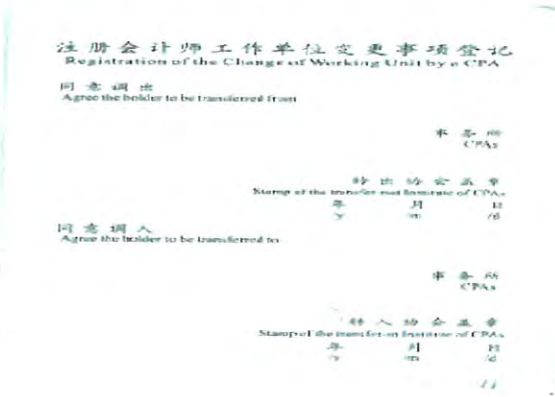 注册会计师工作单位变更事项登记
Registration of the Change of Working Unit by a CPA
同意调出
Agree the holder to be transferred from
事务所
CPAs
转出协会盖章
Stamp of the transfer-out Institute of CPAs
年 月 日
/y /m /d
同意调入
Agree the holder to be transferred to
事务所
CPAs
转入协会盖章
Stamp of the transfer-in Institute of CPAs
年 月 日
/y /m /d
11